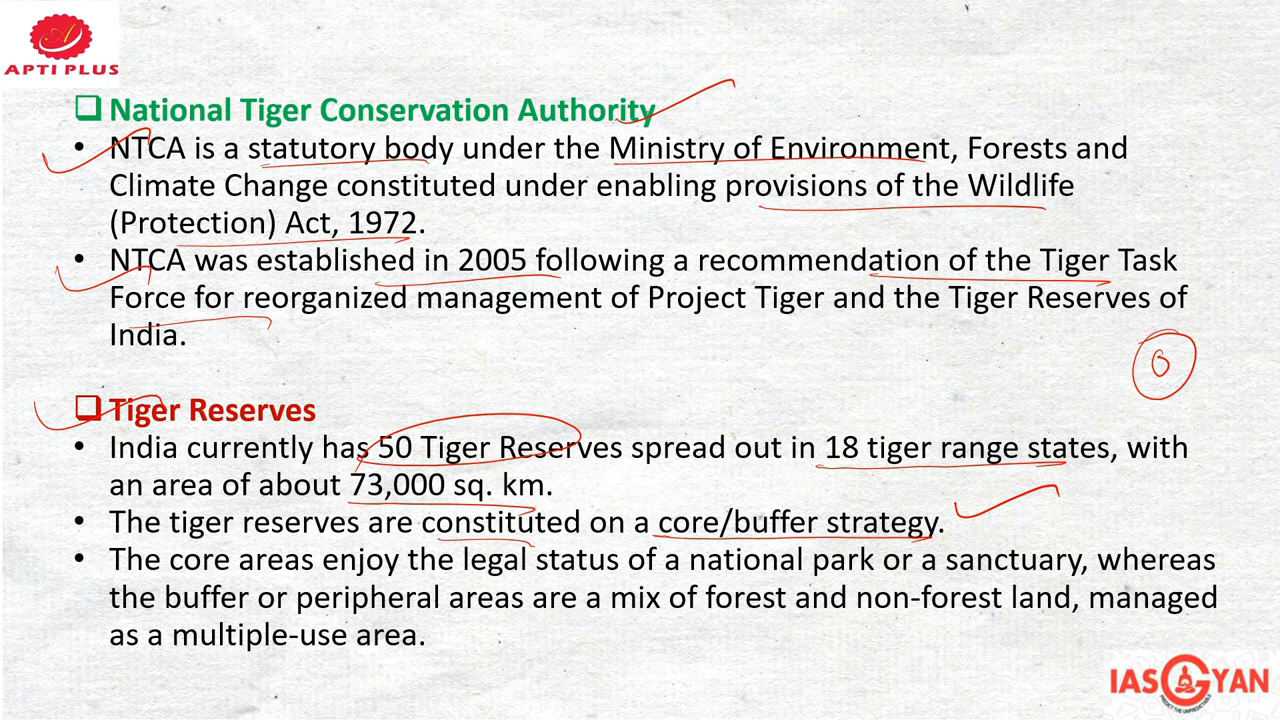 APTI PLUS
National Tiger Conservation Authority
• NTCA is a statutory body under the Ministry of Environment, Forests and
Climate Change constituted under enabling provisions of the Wildlife
(Protection) Act, 1972.
• NTCA was established in 2005 following a recommendation of the Tiger Task
Force for reorganized management of Project Tiger and the Tiger Reserves of
India.
Tiger Reserves
• India currently has 50 Tiger Reserves spread out in 18 tiger range states, with
an area of about 73,000 sq. km.
• The tiger reserves are constituted on a core/buffer strategy.
• The core areas enjoy the legal status of a national park or a sanctuary, whereas
the buffer or peripheral areas are a mix of forest and non-forest land, managed
as a multiple-use area.
IASGYAN
PREDICT THE UNPREDICTABLE